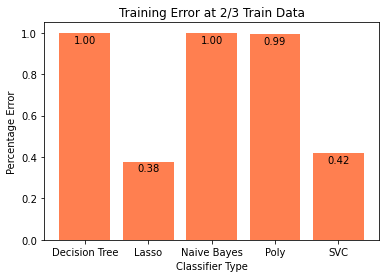 Training Error at 2/3 Train Data
Percentage Error
1.0
0.8
0.6
0.4
0.2
0.0
1.00
0.38
1.00
0.99
0.42
Decision Tree
Lasso
Naive Bayes
Poly
SVC
Classifier Type